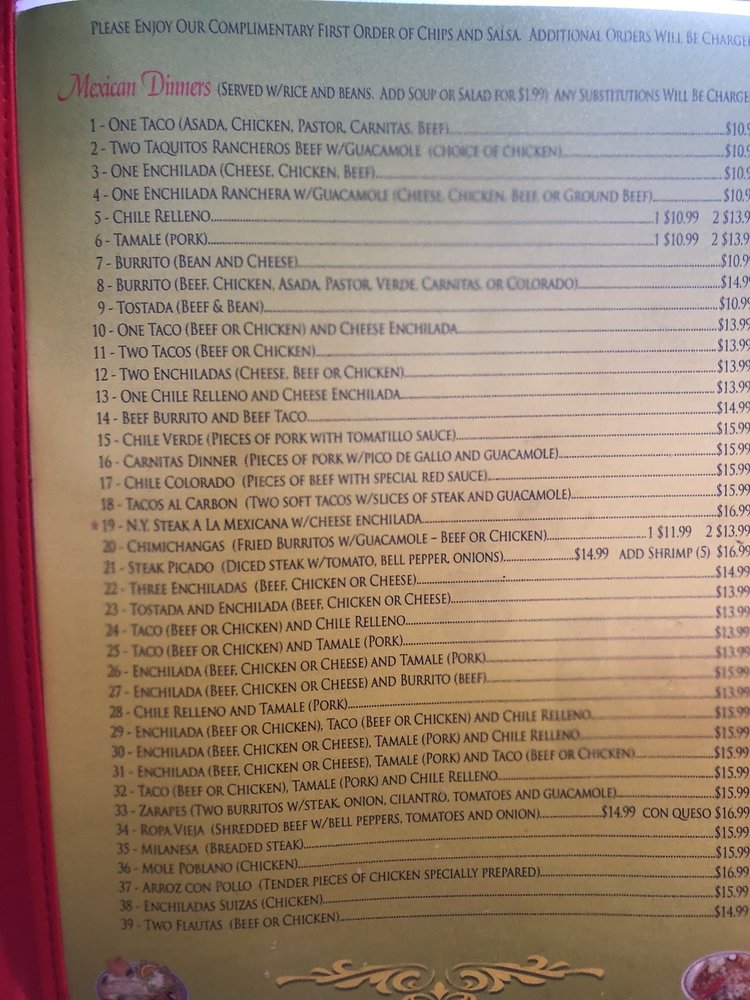 PLEASE ENJOY OUR COMPLIMENTARY FIRST ORDER OF CHIPS AND SALSA. ADDITIONAL ORDERS WILL BE CHARGE
Mexican Dinners (SERVED W/RICE AND BEANS. ADD SOUP OR SALAD FOR $1.99) ANY SUBSTITUTIONS WILL BE CHARGE
1 - ONE TACO (ASADA, CHICKEN, PASTOR, CARNITAS, BEEF)..........$10.9
2 - TWO TAQUITOS RANCHEROS BEEF W/GUACAMOLE (CHOICE OF CHICKEN)..........$10.9
3 - ONE ENCHILADA (CHEESE, CHICKEN, BEEF)..........$10.9
4 - ONE ENCHILADA RANCHERA W/GUACAMOLE (CHEESE, CHICKEN, BEEF, OR GROUND BEEF)..........$10.9
5 - CHILE RELLENO..........1 $10.99 2 $13.9
6 - TAMALE (PORK)..........1 $10.99 2 $13.9
7 - BURRITO (BEAN AND CHEESE)..........$10.9
8 - BURRITO (BEEF, CHICKEN, ASADA, PASTOR, VERDE, CARNITAS, OR COLORADO)..........$14.9
9 - TOSTADA (BEEF & BEAN)..........$10.99
10 - ONE TACO (BEEF OR CHICKEN) AND CHEESE ENCHILADA..........$13.99
11 - TWO TACOS (BEEF OR CHICKEN)..........$13.99
12 - TWO ENCHILADAS (CHEESE, BEEF OR CHICKEN)..........$13.99
13 - ONE CHILE RELLENO AND CHEESE ENCHILADA..........$13.99
14 - BEEF BURRITO AND BEEF TACO..........$14.99
15 - CHILE VERDE (PIECES OF PORK WITH TOMATILLO SAUCE)..........$15.99
16 - CARNITAS DINNER (PIECES OF PORK W/PICO DE GALLO AND GUACAMOLE)..........$15.99
17 - CHILE COLORADO (PIECES OF BEEF WITH SPECIAL RED SAUCE)..........$15.99
18 - TACOS AL CARBON (TWO SOFT TACOS W/SLICES OF STEAK AND GUACAMOLE)..........$15.99
*19 - N.Y. STEAK A LA MEXICANA W/CHEESE ENCHILADA..........$16.99
20 - CHIMICHANGAS (FRIED BURRITOS W/GUACAMOLE - BEEF OR CHICKEN)..........1 $11.99 2 $13.99
21 - STEAK PICADO (DICED STEAK W/TOMATO, BELL PEPPER, ONIONS)..........$14.99 ADD SHRIMP (5) $16.99
22 - THREE ENCHILADAS (BEEF, CHICKEN OR CHEESE)..........$14.99
23 - TOSTADA AND ENCHILADA (BEEF, CHICKEN OR CHEESE)..........$13.99
24 - TACO (BEEF OR CHICKEN) AND CHILE RELLENO..........$13.99
25 - TACO (BEEF OR CHICKEN) AND TAMALE (PORK)..........$13.99
26 - ENCHILADA (BEEF, CHICKEN OR CHEESE) AND TAMALE (PORK)..........$13.99
27 - ENCHILADA (BEEF, CHICKEN OR CHEESE) AND BURRITO (BEEF)..........$15.99
28 - CHILE RELLENO AND TAMALE (PORK)..........$13.99
29 - ENCHILADA (BEEF OR CHICKEN), TACO (BEEF OR CHICKEN) AND CHILE RELLENO..........$15.99
30 - ENCHILADA (BEEF, CHICKEN OR CHEESE), TAMALE (PORK) AND CHILE RELLENO..........$15.99
31 - ENCHILADA (BEEF, CHICKEN OR CHEESE), TAMALE (PORK) AND TACO (BEEF OR CHICKEN)..........$15.99
32 - TACO (BEEF OR CHICKEN), TAMALE (PORK) AND CHILE RELLENO..........$15.99
33 - ZARAPES (TWO BURRITOS W/STEAK, ONION, CILANTRO, TOMATOES AND GUACAMOLE)..........$15.99
34 - ROPA VIEJA (SHREDDED BEEF W/BELL PEPPERS, TOMATOES AND ONION)..........$14.99 CON QUESO $16.99
35 - MILANESA (BREADED STEAK)..........$15.99
36 - MOLE POBLANO (CHICKEN)..........$15.99
37 - ARROZ CON POLLO (TENDER PIECES OF CHICKEN SPECIALLY PREPARED)..........$16.99
38 - ENCHILADAS SUIZAS (CHICKEN)..........$15.99
39 - TWO FLAUTAS (BEEF OR CHICKEN)..........$14.99